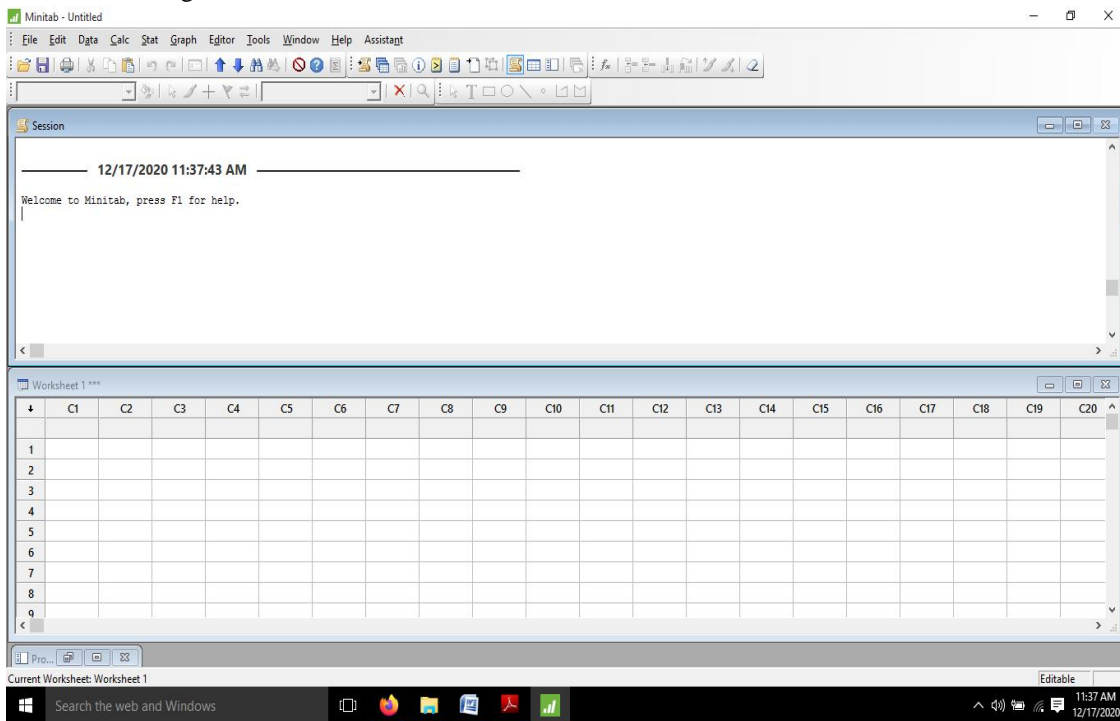 Minitab - Untitled
File Edit Data Calc Stat Graph Editor Tools Window Help Assistant
Session
12/17/2020 11:37:43 AM
Welcome to Minitab, press F1 for help.
Worksheet 1 ***
C1 C2 C3 C4 C5 C6 C7 C8 C9 C10 C11 C12 C13 C14 C15 C16 C17 C18 C19 C20
1
2
3
4
5
6
7
8
9
Pro...
Current Worksheet: Worksheet 1 Editable
Search the web and Windows 11:37 AM
12/17/2020